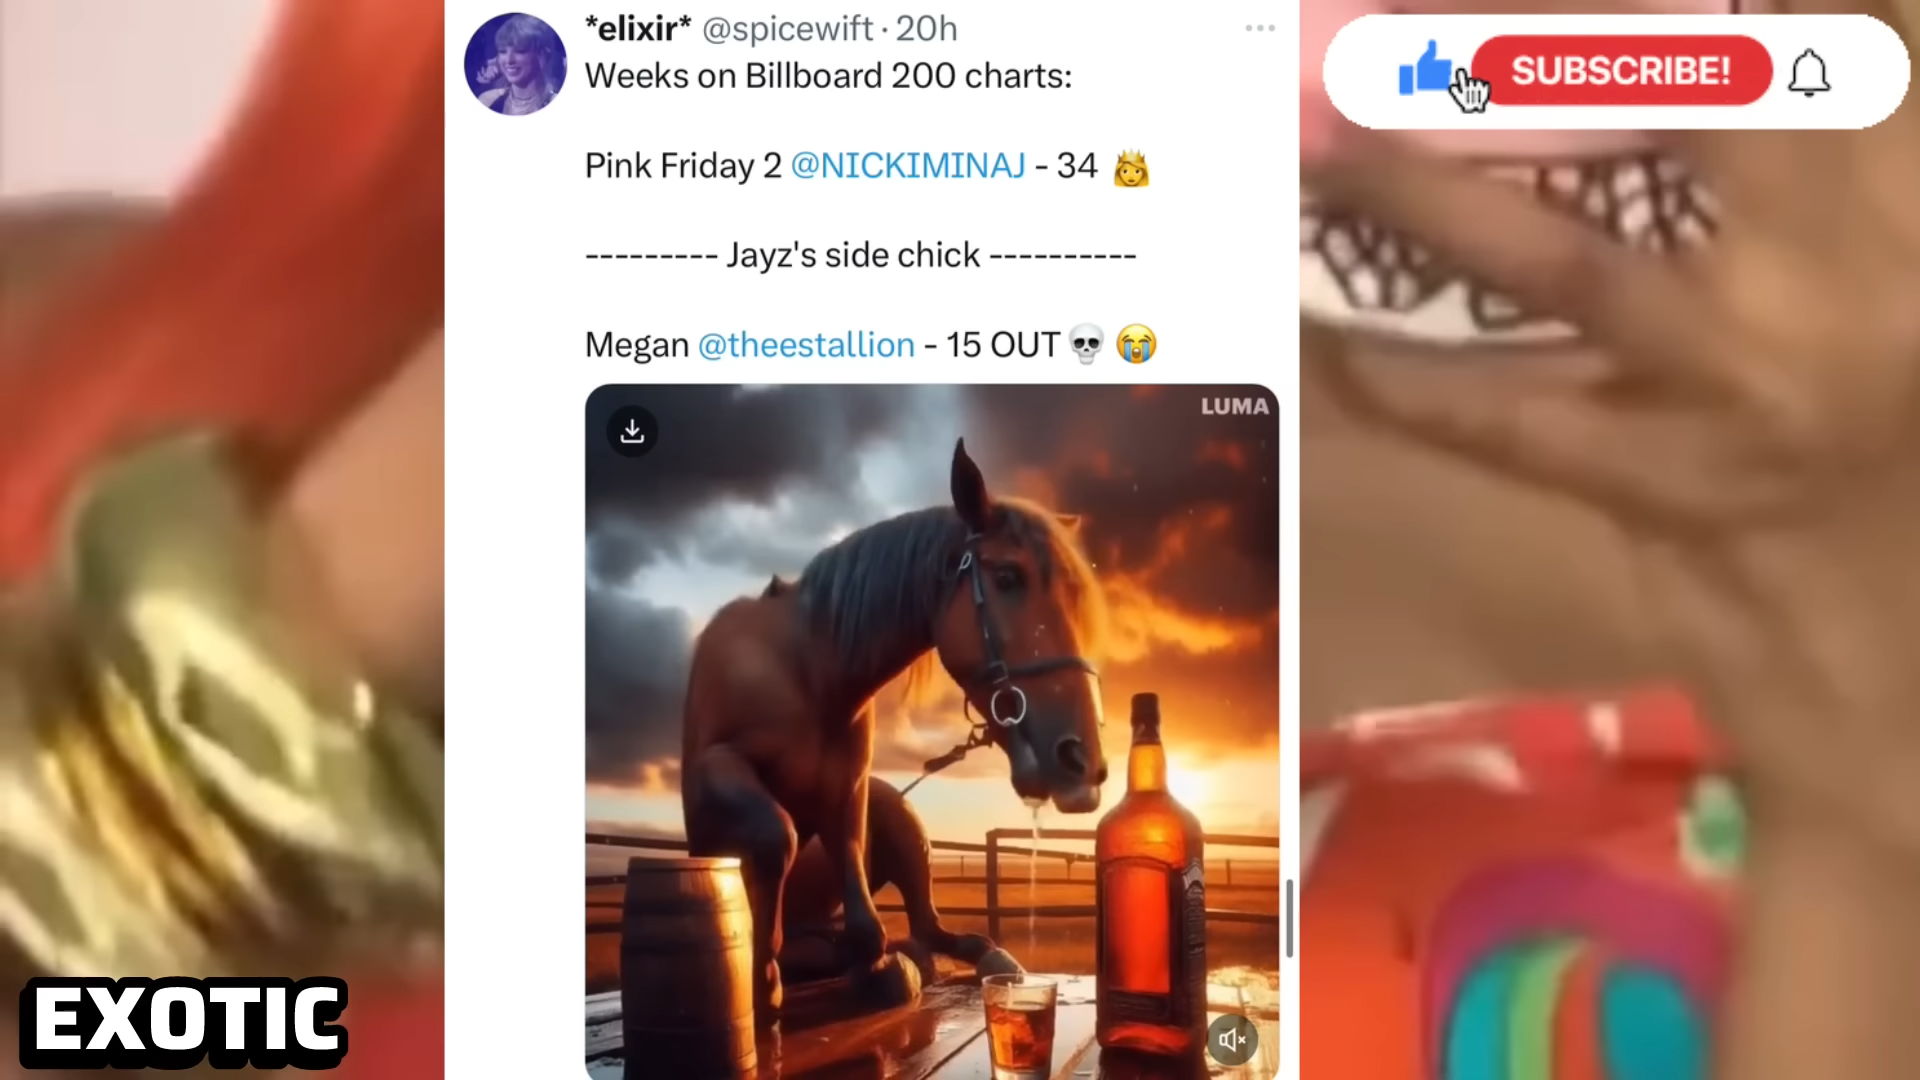 *elixir* @spicewift · 20h
Weeks on Billboard 200 charts:
Pink Friday 2 @NICKIMINAJ - 34 👸
--------- Jayz's side chick ----------
Megan @theestallion - 15 OUT💀😭
LUMA
SUBSCRIBE!
EXOTIC